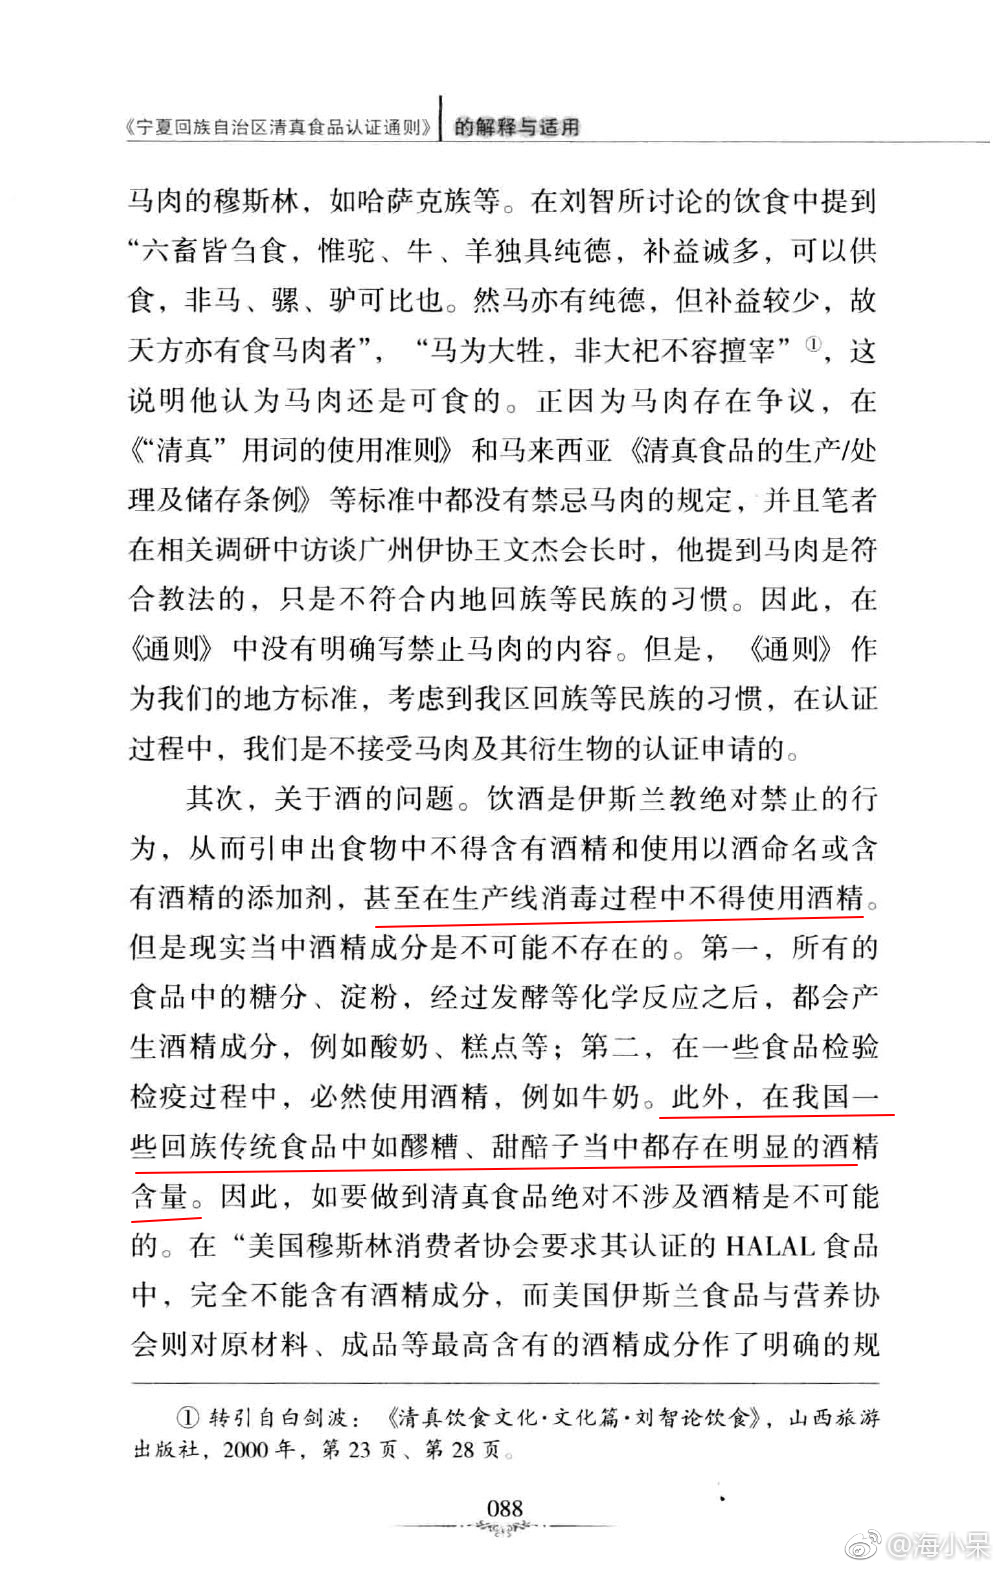 《宁夏回族自治区清真食品认证通则》 的解释与适用
马肉的穆斯林，如哈萨克族等。在刘智所讨论的饮食中提到
“六畜皆刍食，惟驼、牛、羊独具纯德，补益诚多，可以供
食，非马、骡、驴可比也。然马亦有纯德，但补益较少，故
天方亦有食马肉者”，“马为大牲，非大祀不容擅宰”①，这
说明他认为马肉还是可食的。正因为马肉存在争议，在
《“清真”用词的使用准则》和马来西亚《清真食品的生产/处
理及储存条例》等标准中都没有禁忌马肉的规定，并且笔者
在相关调研中访谈广州伊协王文杰会长时，他提到马肉是符
合教法的，只是不符合内地回族等民族的习惯。因此，在
《通则》中没有明确写禁止马肉的内容。但是，《通则》作
为我们的地方标准，考虑到我区回族等民族的习惯，在认证
过程中，我们是不接受马肉及其衍生物的认证申请的。
其次，关于酒的问题。饮酒是伊斯兰教绝对禁止的行
为，从而引申出食物中不得含有酒精和使用以酒命名或含
有酒精的添加剂，甚至在生产线消毒过程中不得使用酒精。
但是现实当中酒精成分是不可能不存在的。第一，所有的
食品中的糖分、淀粉，经过发酵等化学反应之后，都会产
生酒精成分，例如酸奶、糕点等；第二，在一些食品检验
检疫过程中，必然使用酒精，例如牛奶。此外，在我国一
些回族传统食品中如醪糟、甜醅子当中都存在明显的酒精
含量。因此，如要做到清真食品绝对不涉及酒精是不可能
的。在“美国穆斯林消费者协会要求其认证的 HALAL 食品
中，完全不能含有酒精成分，而美国伊斯兰食品与营养协
会则对原材料、成品等最高含有的酒精成分作了明确的规
① 转引自白剑波：《清真饮食文化·文化篇·刘智论饮食》，山西旅游
出版社，2000 年，第 23 页、第 28 页。
088
@海小呆